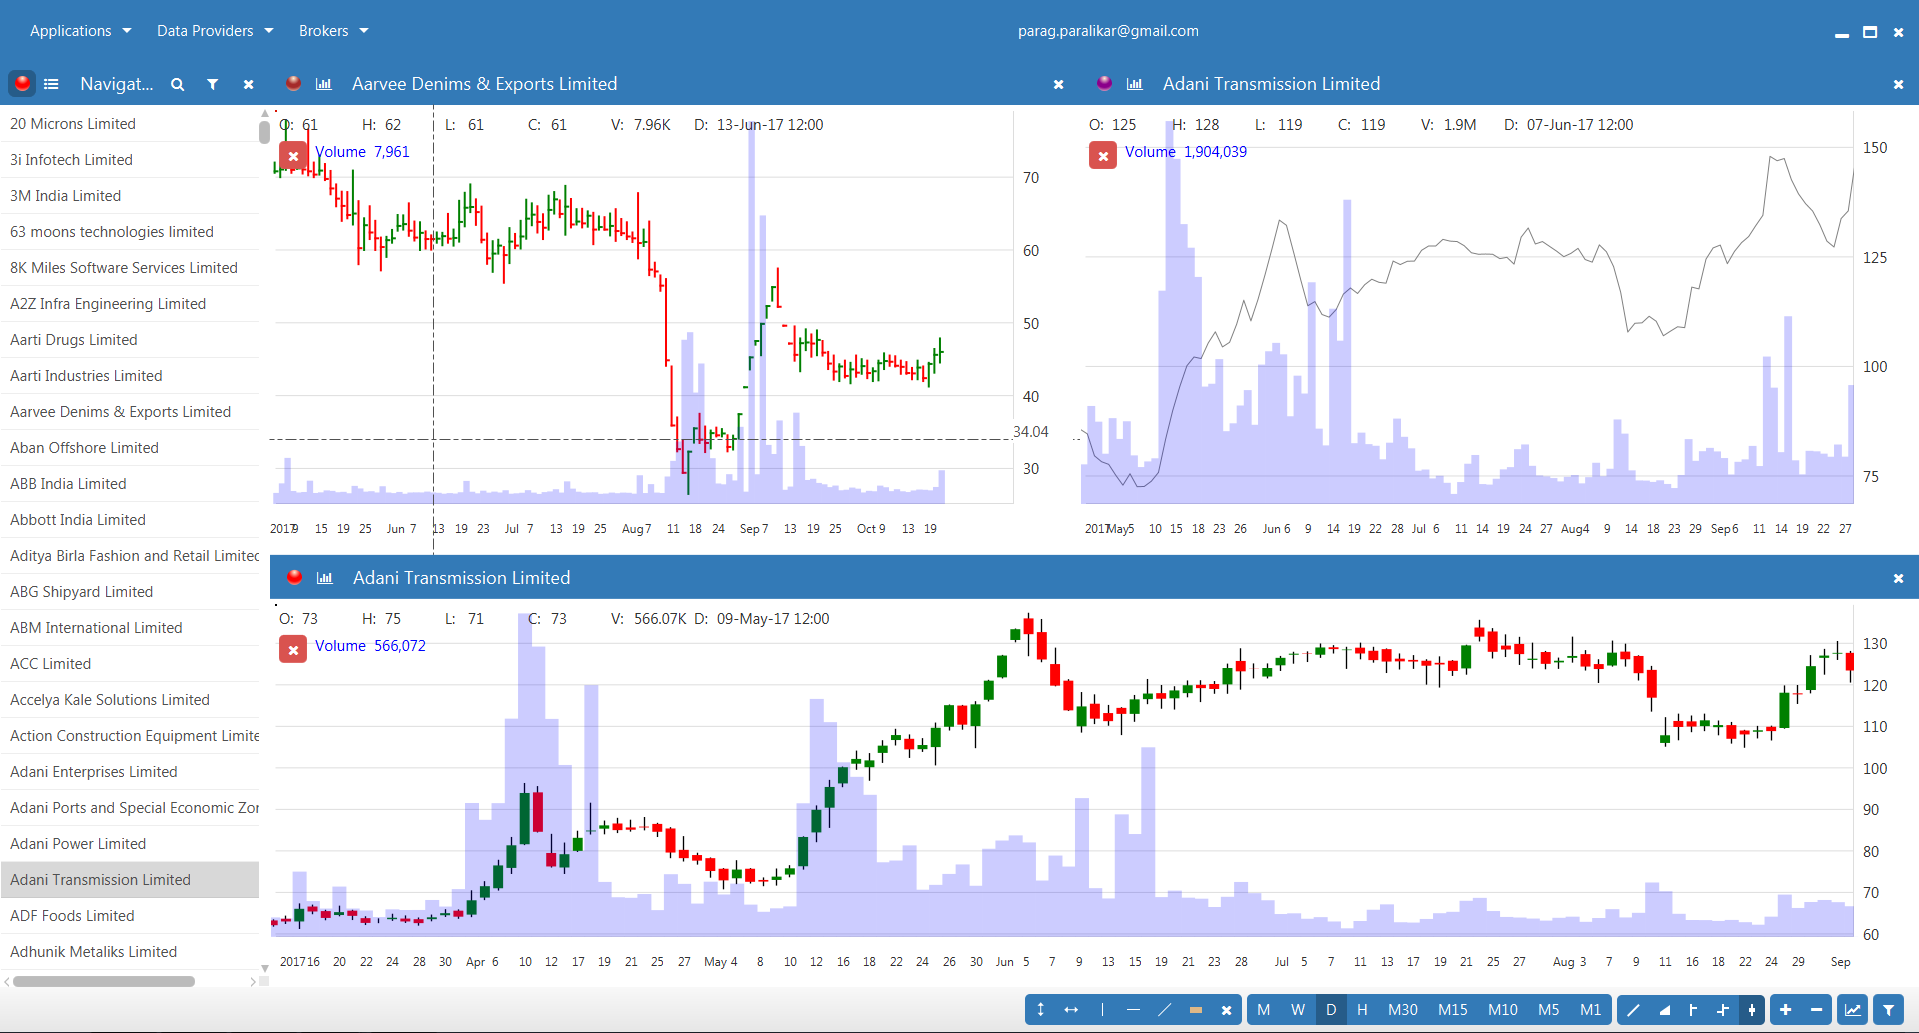 Applications Data Providers Brokers parag.paralikar@gmail.com
Navigat... Aarvee Denims & Exports Limited Adani Transmission Limited
20 Microns Limited
3i Infotech Limited
3M India Limited
63 moons technologies limited
8K Miles Software Services Limited
A2Z Infra Engineering Limited
Aarti Drugs Limited
Aarti Industries Limited
Aarvee Denims & Exports Limited
Aban Offshore Limited
ABB India Limited
Abbott India Limited
Aditya Birla Fashion and Retail Limited
ABG Shipyard Limited
ABM International Limited
ACC Limited
Accelya Kale Solutions Limited
Action Construction Equipment Limite
Adani Enterprises Limited
Adani Ports and Special Economic Zor
Adani Power Limited
Adani Transmission Limited
ADF Foods Limited
Adhunik Metaliks Limited
O: 61 H: 62 L: 61 C: 61 V: 7.96K D: 13-Jun-17 12:00
Volume 7,961
70
60
50
40
34.04
30
2017 9 15 19 25 Jun 7 13 19 23 Jul 7 13 19 25 Aug 7 11 18 24 Sep 7 13 19 25 Oct 9 13 19
O: 125 H: 128 L: 119 C: 119 V: 1.9M D: 07-Jun-17 12:00
Volume 1,904,039
150
125
100
75
2017 May 5 10 15 18 23 26 Jun 6 9 14 19 22 28 Jul 6 11 14 19 24 27 Aug 4 9 14 18 23 29 Sep 6 11 14 19 22 27
Adani Transmission Limited
O: 73 H: 75 L: 71 C: 73 V: 566.07K D: 09-May-17 12:00
Volume 566,072
130
120
110
100
90
80
70
60
2017 16 20 22 24 28 30 Apr 6 10 12 17 19 21 25 27 May 4 8 10 12 16 18 22 24 26 30 Jun 5 7 9 13 15 19 21 23 28 Jul 5 7 11 13 17 19 21 25 27 Aug 3 7 9 11 16 18 22 24 29 Sep
M W D H M30 M15 M10 M5 M1